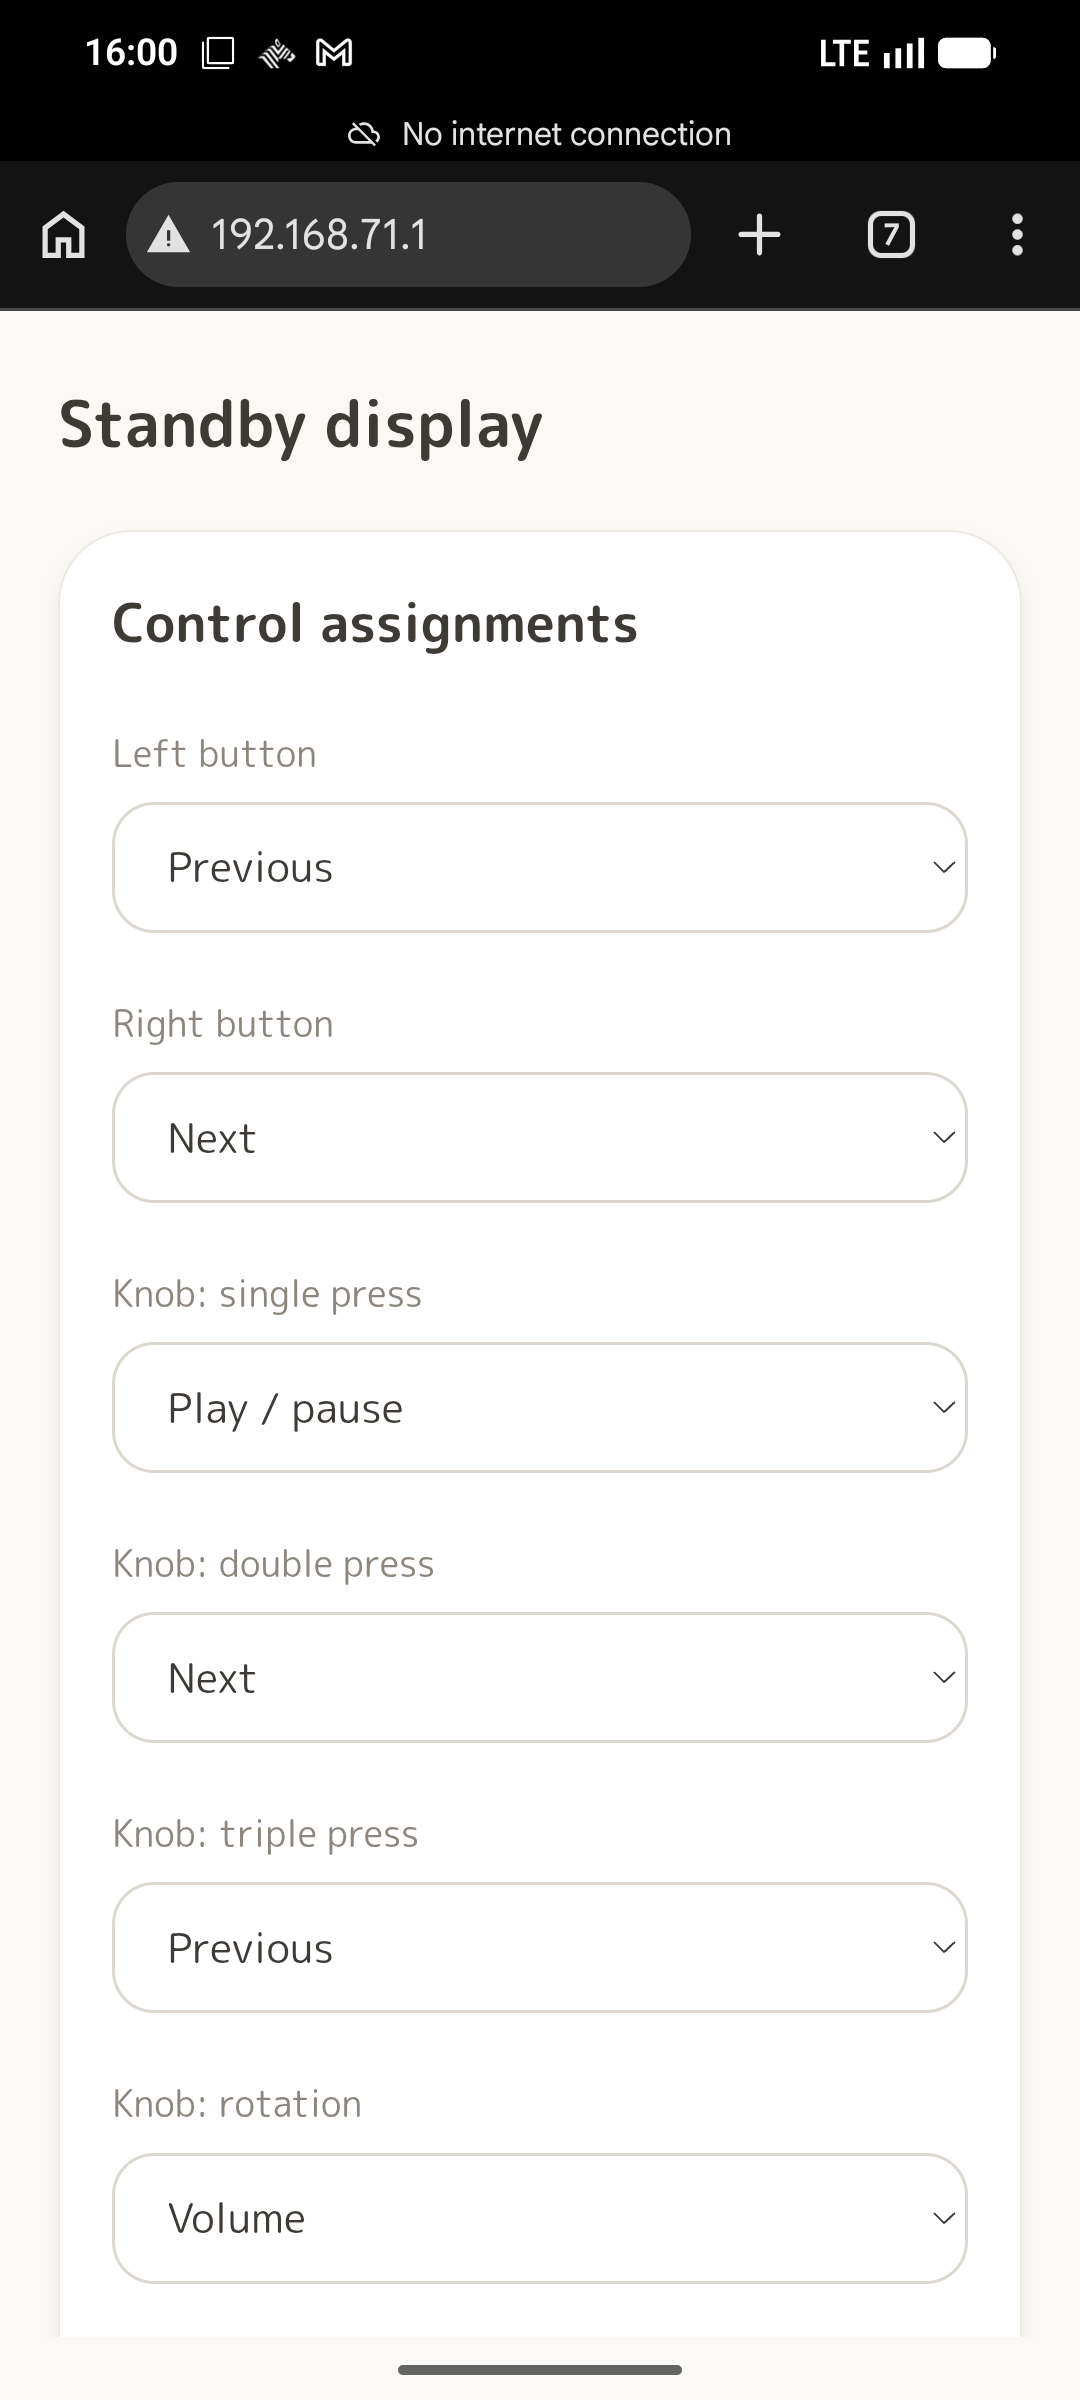 16:00
LTE
No internet connection
192.168.71.1
7
Standby display
Control assignments
Left button
Previous
Right button
Next
Knob: single press
Play / pause
Knob: double press
Next
Knob: triple press
Previous
Knob: rotation
Volume